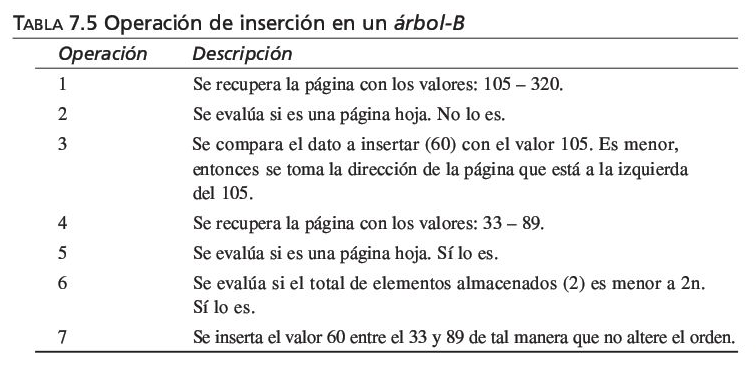 TABLA 7.5 Operación de inserción en un árbol-B
Operación Descripción
1 Se recupera la página con los valores: 105 – 320.
2 Se evalúa si es una página hoja. No lo es.
3 Se compara el dato a insertar (60) con el valor 105. Es menor,
entonces se toma la dirección de la página que está a la izquierda
del 105.
4 Se recupera la página con los valores: 33 – 89.
5 Se evalúa si es una página hoja. Sí lo es.
6 Se evalúa si el total de elementos almacenados (2) es menor a 2n.
Sí lo es.
7 Se inserta el valor 60 entre el 33 y 89 de tal manera que no altere el orden.